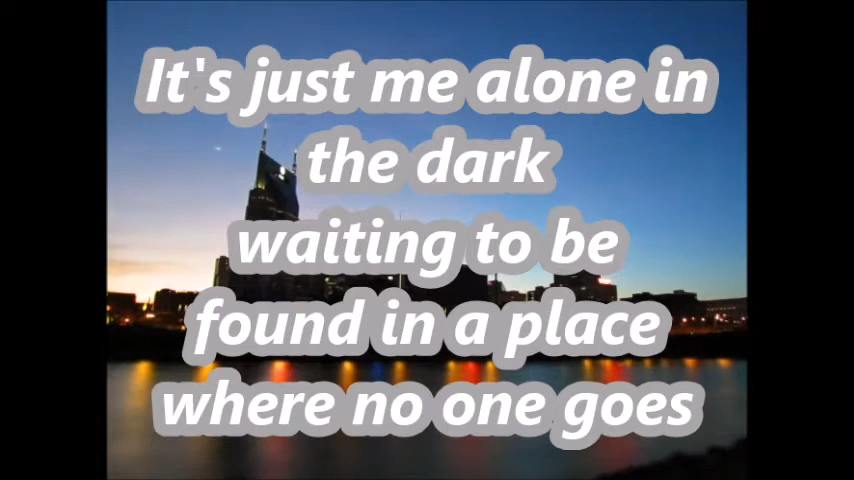 It's just me alone in
the dark
waiting to be
found in a place
where no one goes